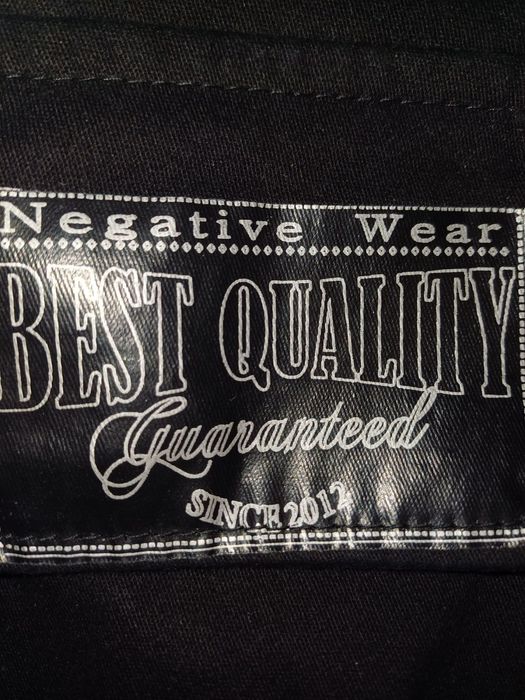 Negative Wear
BEST QUALITY
Guaranteed
SINCE 2012